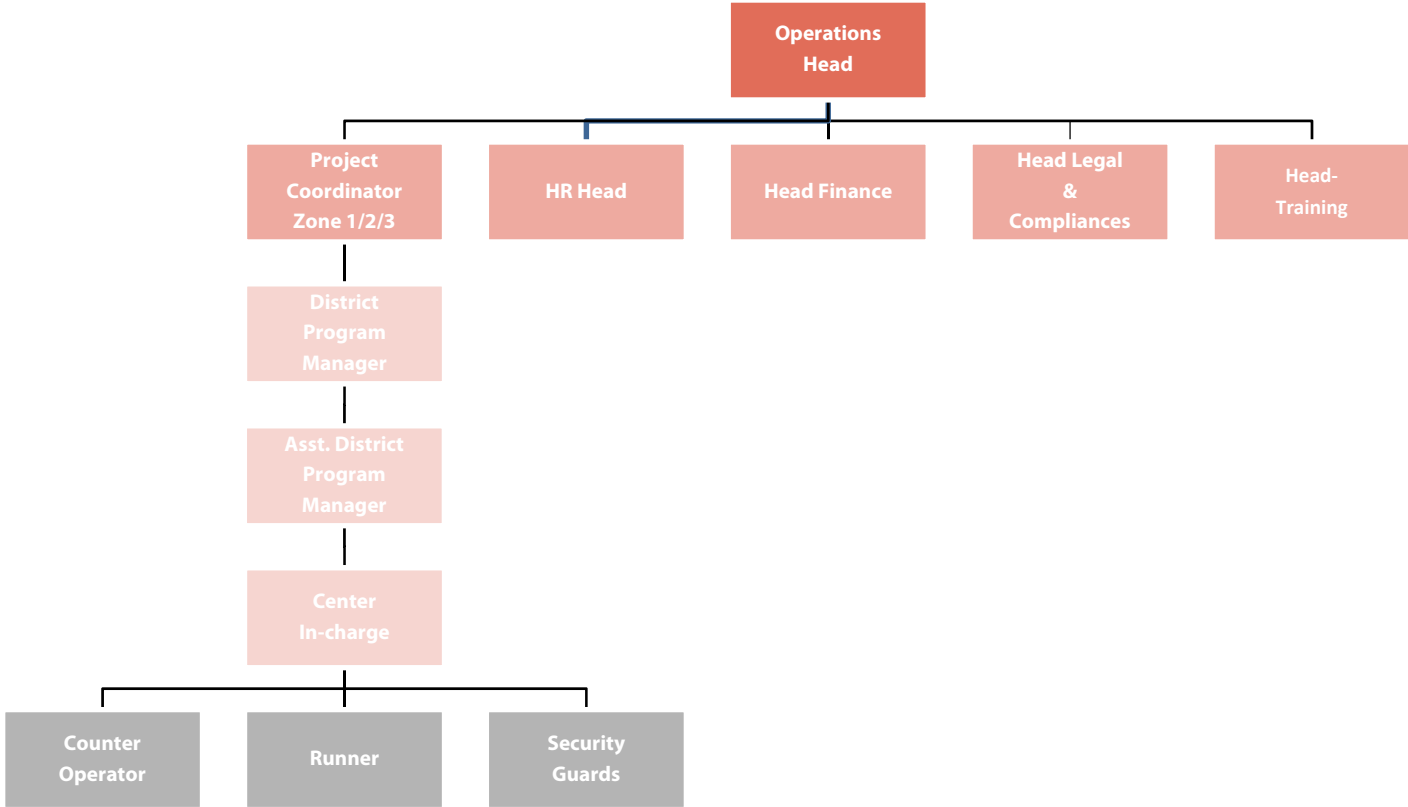 Operations
Head
Project
Coordinator
Zone 1/2/3
HR Head
Head Finance
Head Legal
&
Compliances
Head-
Training
District
Program
Manager
Asst. District
Program
Manager
Center
In-charge
Counter
Operator
Runner
Security
Guards